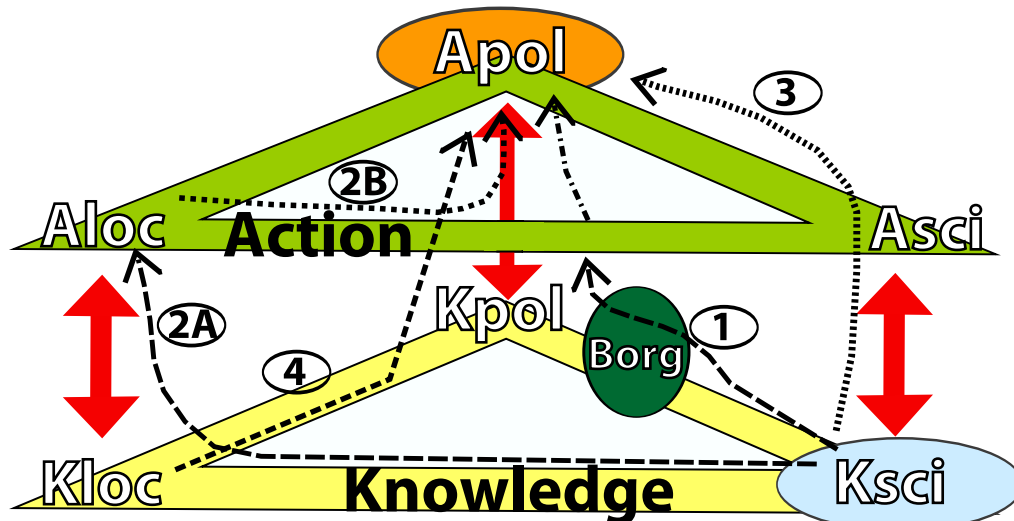 Apol
3
2B
Aloc
Action
Asci
Kpol
2A
1
Borg
4
Kloc
Knowledge
Ksci